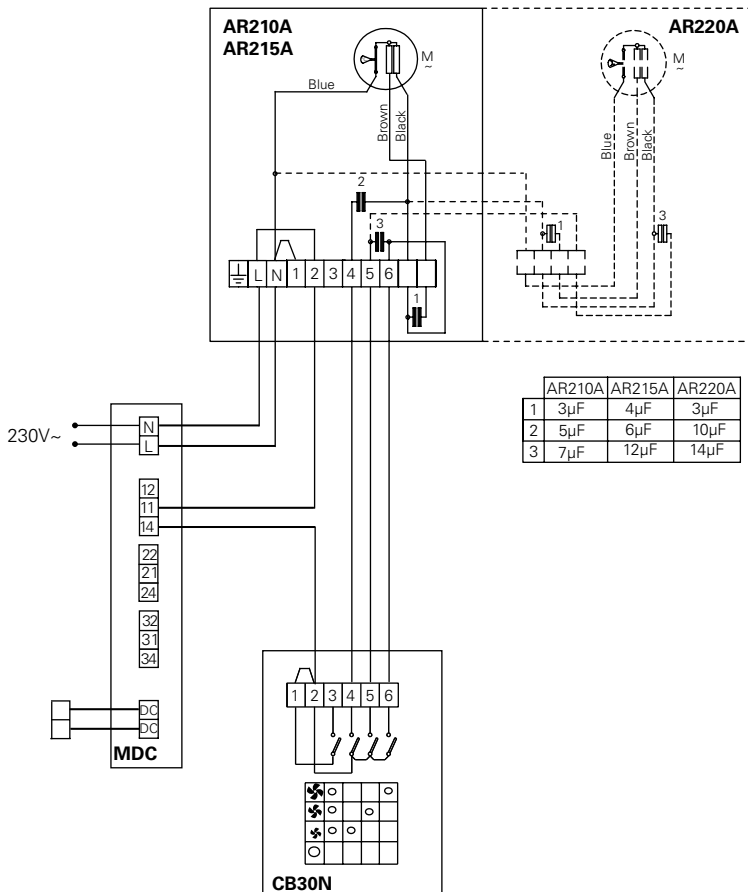 AR210A
AR215A
AR220A
M
~
M
~
Blue
Brown
Black
Blue
Brown
Black
2
3
1
3
L N 1 2 3 4 5 6
1
AR210A AR215A AR220A
1 3µF 4µF 3µF
2 5µF 6µF 10µF
3 7µF 12µF 14µF
230V~
N
L
12
11
14
22
21
24
32
31
34
DC
DC
MDC
1 2 3 4 5 6
CB30N